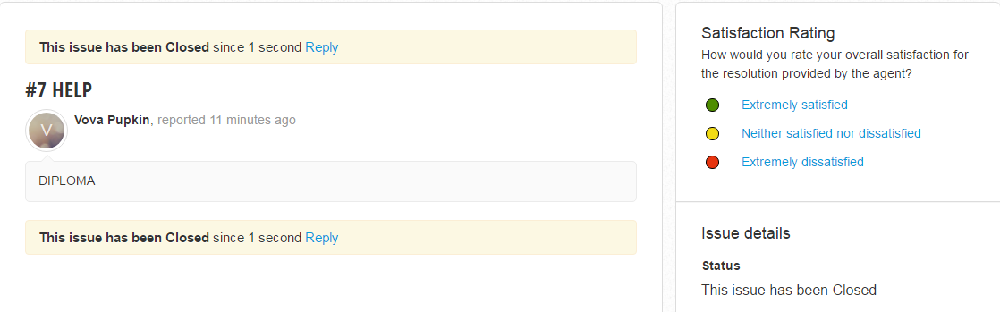 This issue has been Closed since 1 second Reply
#7 HELP
Vova Pupkin, reported 11 minutes ago
V
DIPLOMA
This issue has been Closed since 1 second Reply
Satisfaction Rating
How would you rate your overall satisfaction for
the resolution provided by the agent?
Extremely satisfied
Neither satisfied nor dissatisfied
Extremely dissatisfied
Issue details
Status
This issue has been Closed